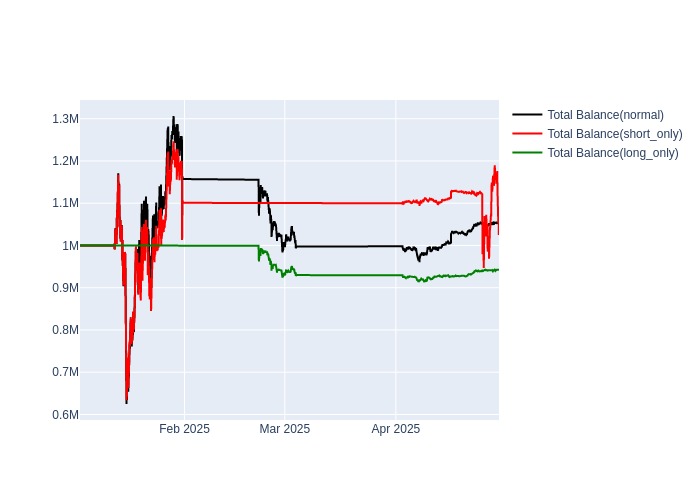 Total Balance(normal)
Total Balance(short_only)
Total Balance(long_only)
1.3M
1.2M
1.1M
1M
0.9M
0.8M
0.7M
0.6M
Feb 2025
Mar 2025
Apr 2025